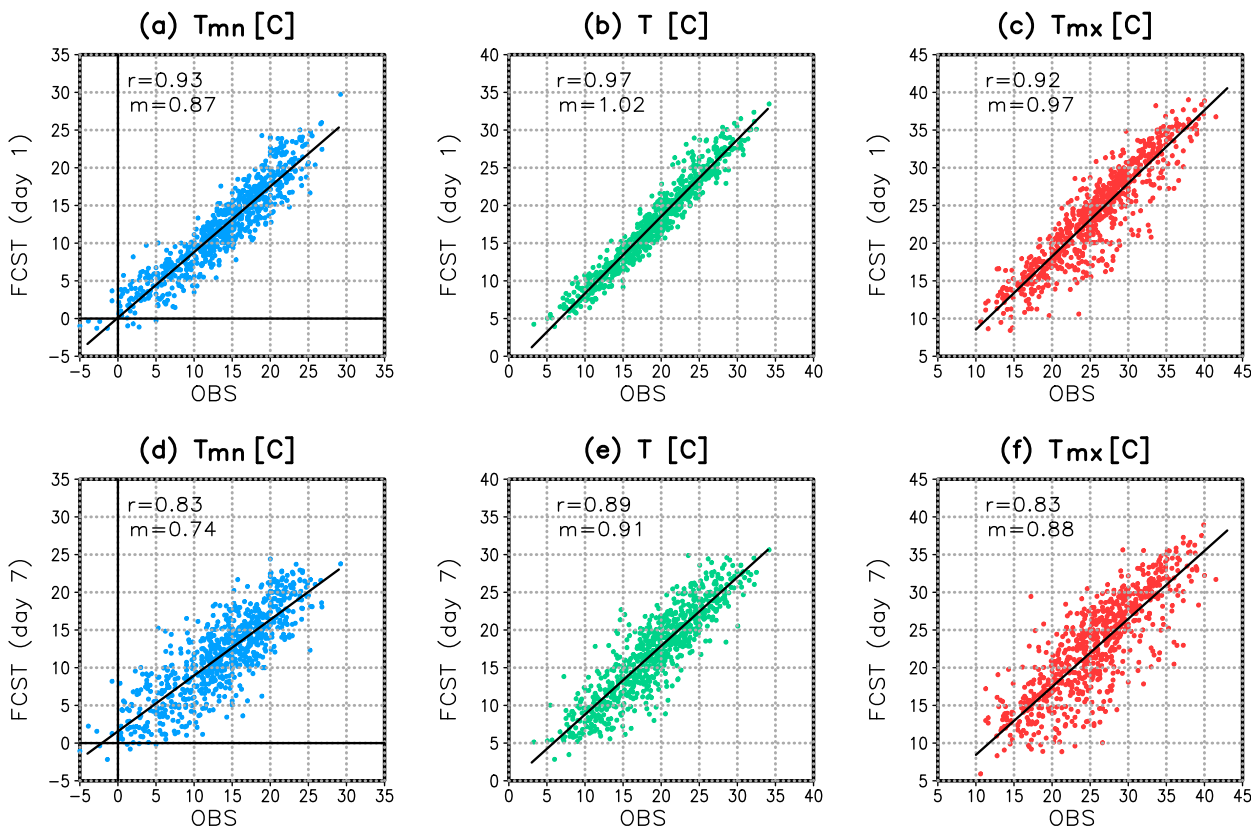 (a) Tmn [C]
35
30
25
20
15
10
5
0
-5
r=0.93
m=0.87
FCST (day 1)
-5 0 5 10 15 20 25 30 35
OBS
(b) T [C]
40
35
30
25
20
15
10
5
0
r=0.97
m=1.02
FCST (day 1)
0 5 10 15 20 25 30 35 40
OBS
(c) Tmx [C]
45
40
35
30
25
20
15
10
5
r=0.92
m=0.97
FCST (day 1)
5 10 15 20 25 30 35 40 45
OBS
(d) Tmn [C]
35
30
25
20
15
10
5
0
-5
r=0.83
m=0.74
FCST (day 7)
-5 0 5 10 15 20 25 30 35
OBS
(e) T [C]
40
35
30
25
20
15
10
5
0
r=0.89
m=0.91
FCST (day 7)
0 5 10 15 20 25 30 35 40
OBS
(f) Tmx [C]
45
40
35
30
25
20
15
10
5
r=0.83
m=0.88
FCST (day 7)
5 10 15 20 25 30 35 40 45
OBS